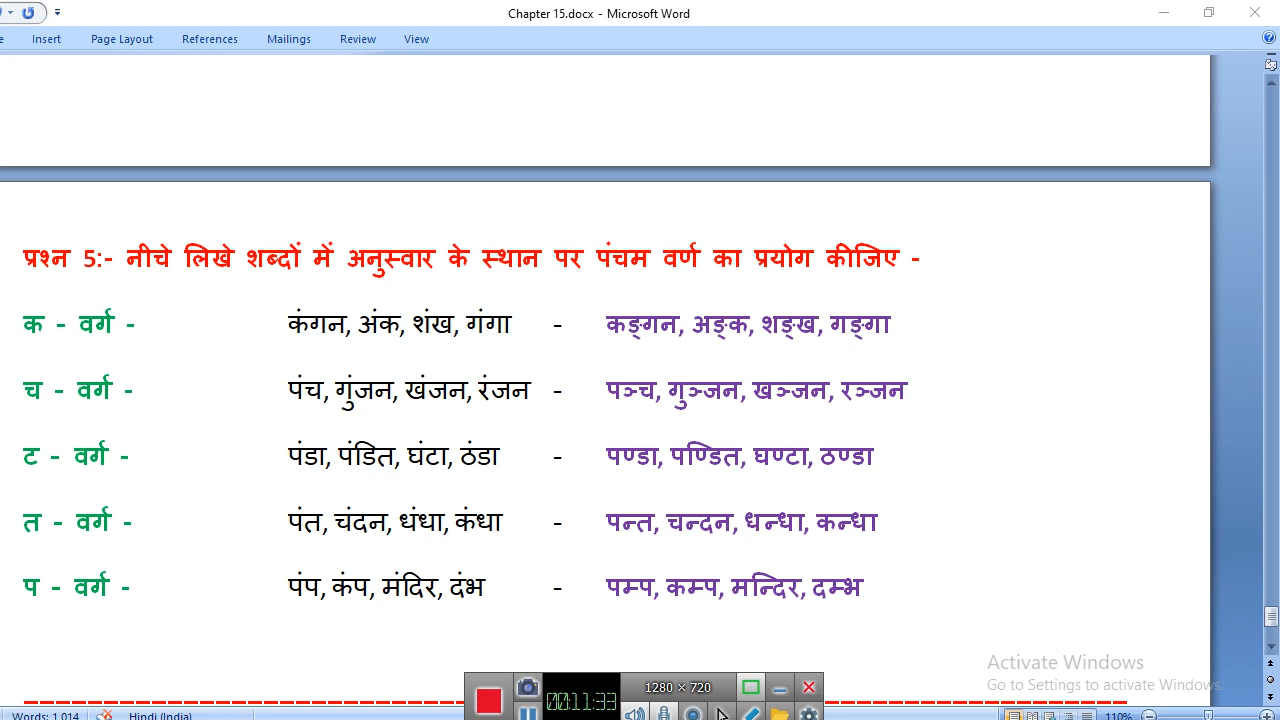 Chapter 15.docx - Microsoft Word
Insert Page Layout References Mailings Review View
प्रश्न 5:- नीचे लिखे शब्दों में अनुस्वार के स्थान पर पंचम वर्ण का प्रयोग कीजिए -
क - वर्ग - कंगन, अंक, शंख, गंगा - कङ्गन, अङ्क, शङ्ख, गङ्गा
च - वर्ग - पंच, गुंजन, खंजन, रंजन - पञ्च, गुञ्जन, खञ्जन, रञ्जन
ट - वर्ग - पंडा, पंडित, घंटा, ठंडा - पण्डा, पण्डित, घण्टा, ठण्डा
त - वर्ग - पंत, चंदन, धंधा, कंधा - पन्त, चन्दन, धन्धा, कन्धा
प - वर्ग - पंप, कंप, मंदिर, दंभ - पम्प, कम्प, मन्दिर, दम्भ
Activate Windows
Go to Settings to activate Windows.
1280 × 720
00:11:33
Words: 1,014 Hindi (India) 110%